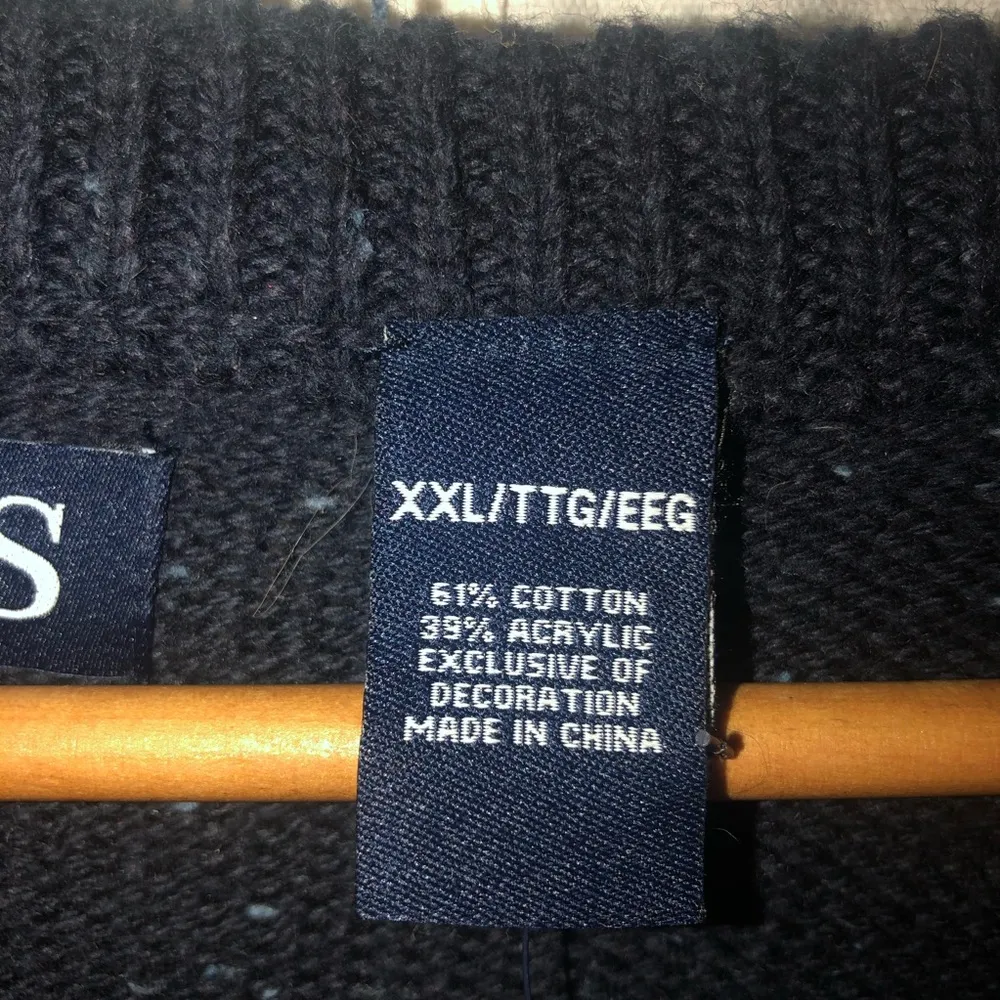 S
XXL/TTG/EEG
61% COTTON
39% ACRYLIC
EXCLUSIVE OF
DECORATION
MADE IN CHINA